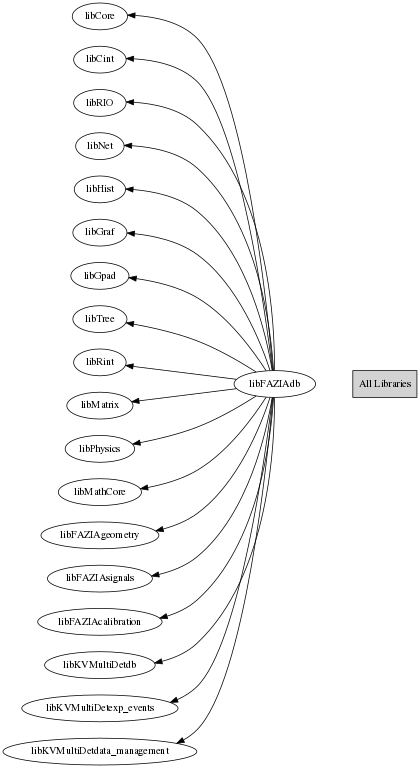 libCore
libCint
libRIO
libNet
libHist
libGraf
libGpad
libTree
libRint
libFAZIAdb
All Libraries
libMatrix
libPhysics
libMathCore
libFAZIAgeometry
libFAZIAsignals
libFAZIAcalibration
libKVMultiDetdb
libKVMultiDetexp_events
libKVMultiDetdata_management